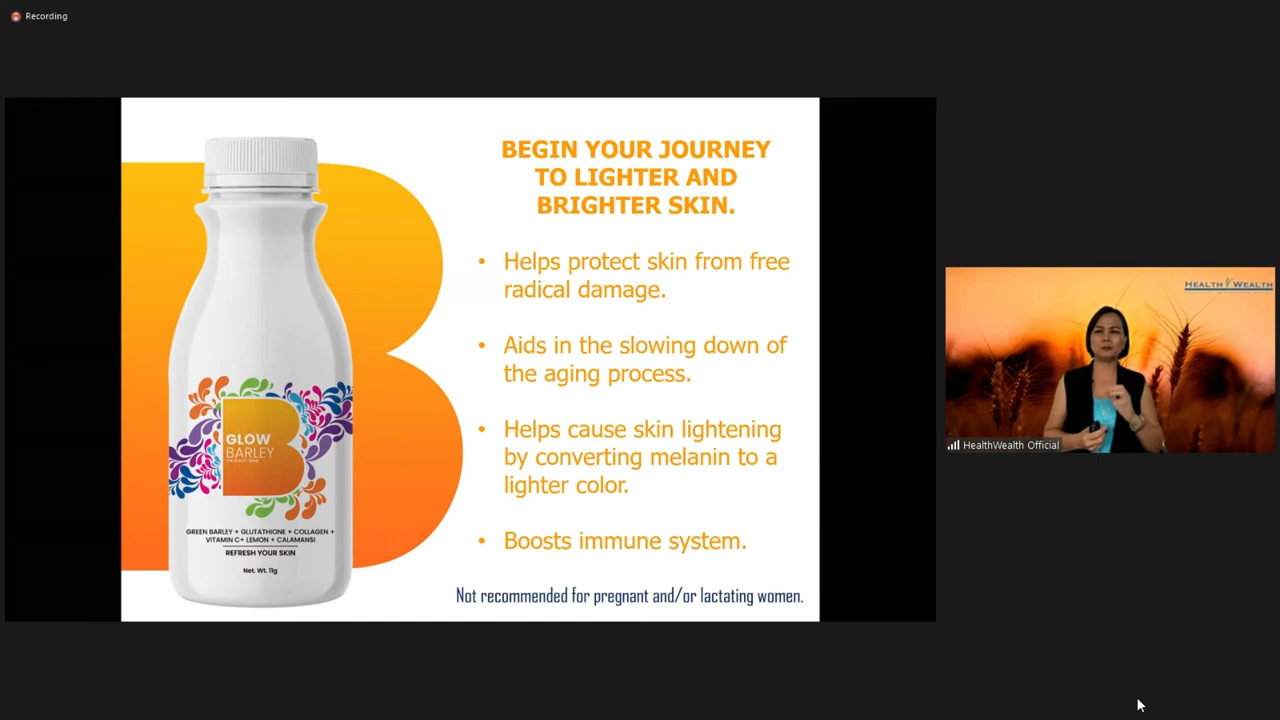 Recording
BEGIN YOUR JOURNEY
TO LIGHTER AND
BRIGHTER SKIN.
• Helps protect skin from free
radical damage.
• Aids in the slowing down of
the aging process.
• Helps cause skin lightening
by converting melanin to a
lighter color.
• Boosts immune system.
Not recommended for pregnant and/or lactating women.
GLOW
BARLEY
GREEN BARLEY + GLUTATHIONE + COLLAGEN +
VITAMIN C+ LEMON + CALAMANSI
REFRESH YOUR SKIN
Net. Wt. 11g
HEALTH WEALTH
HealthWealth Official